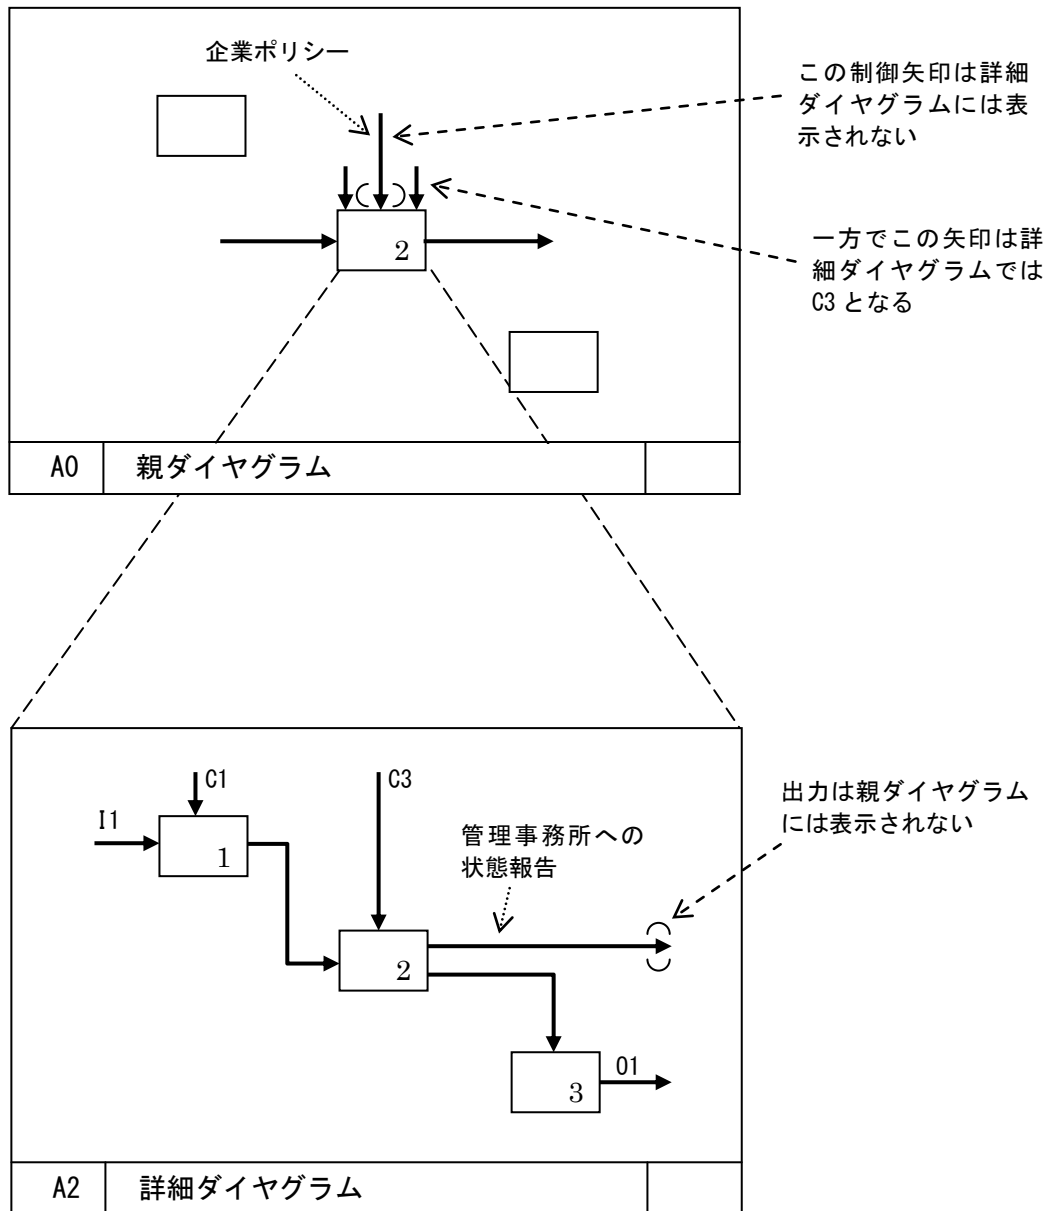 企業ポリシー
この制御矢印は詳細
ダイヤグラムには表
示されない
一方でこの矢印は詳
細ダイヤグラムでは
C3 となる
2
A0
親ダイヤグラム
C1
C3
I1
1
管理事務所への
状態報告
出力は親ダイヤグラム
には表示されない
2
3
O1
A2
詳細ダイヤグラム